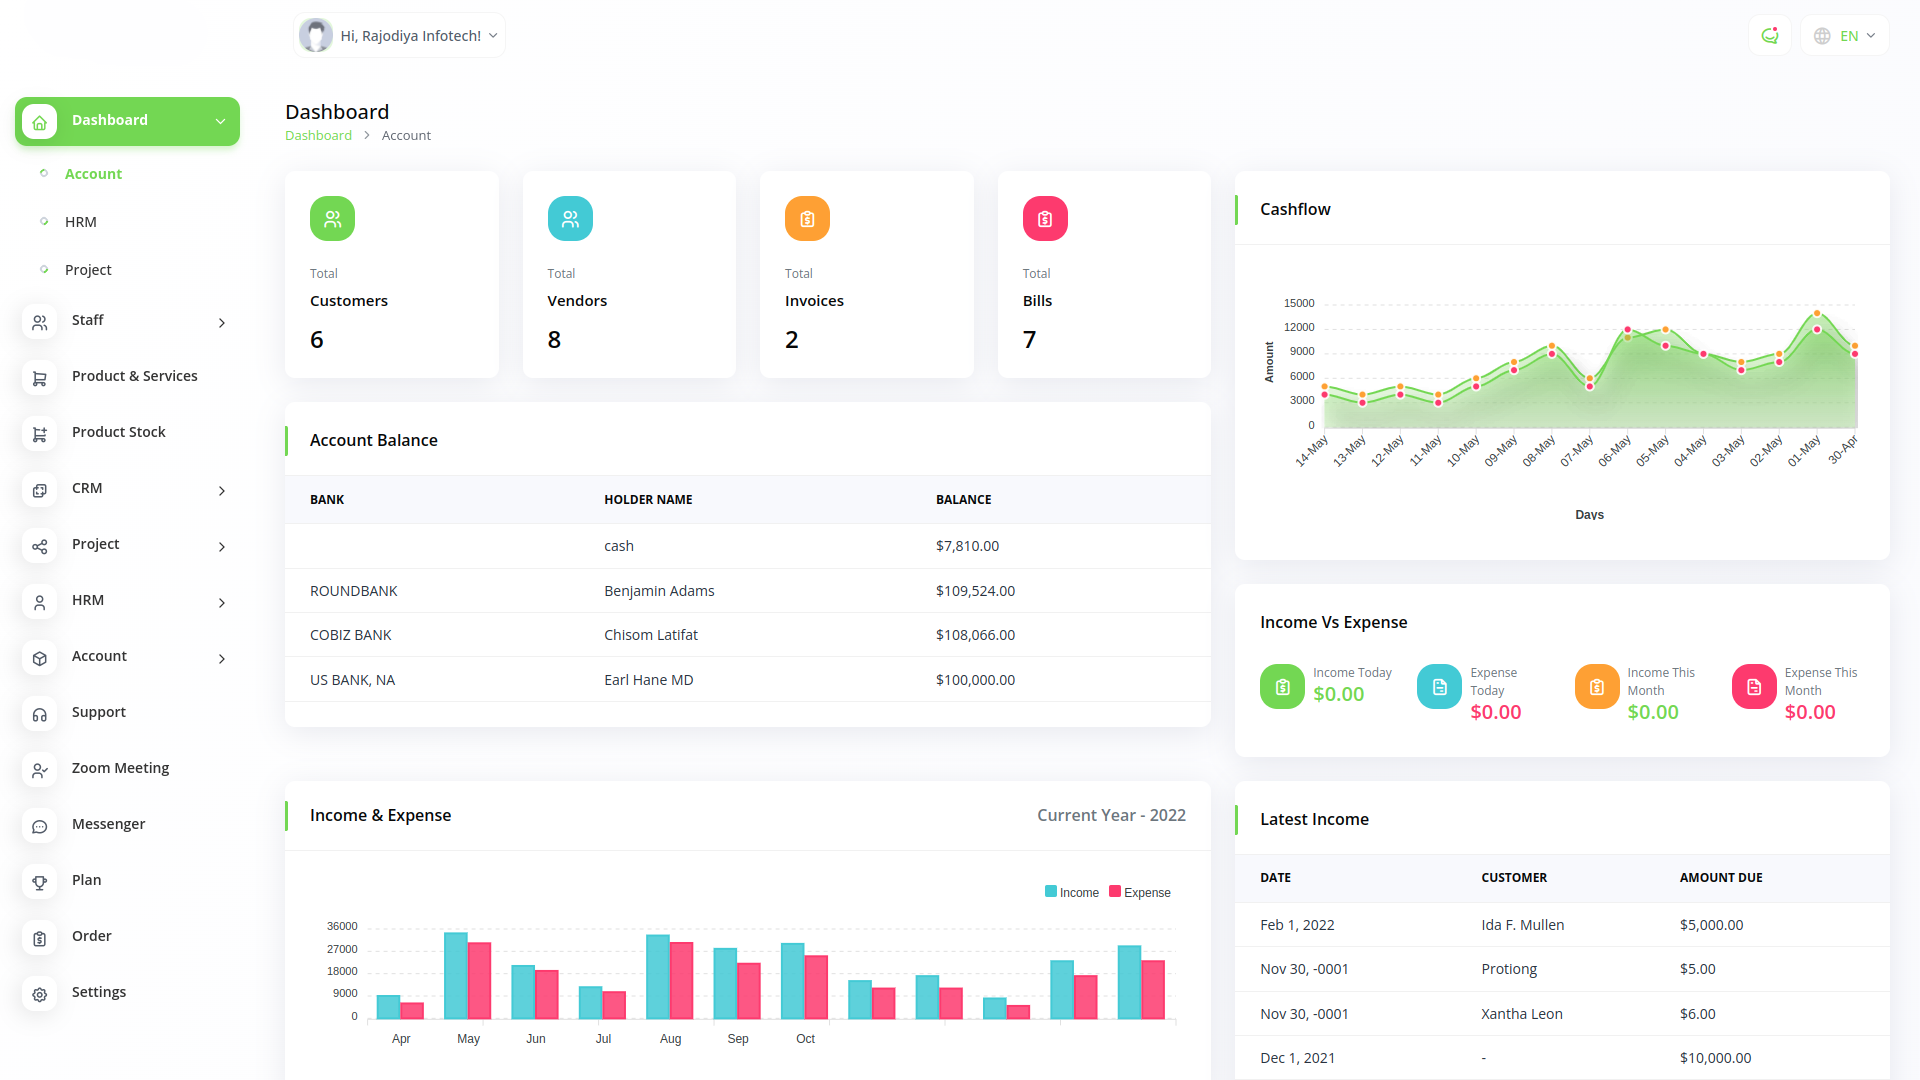 Hi, Rajodiya Infotech!
EN
Dashboard
Account
HRM
Project
Staff
Product & Services
Product Stock
CRM
Project
HRM
Account
Support
Zoom Meeting
Messenger
Plan
Order
Settings
Dashboard
Dashboard > Account
Total
Customers
6
Total
Vendors
8
Total
Invoices
2
Total
Bills
7
Account Balance
BANK HOLDER NAME BALANCE
cash $7,810.00
ROUNDBANK Benjamin Adams $109,524.00
COBIZ BANK Chisom Latifat $108,066.00
US BANK, NA Earl Hane MD $100,000.00
Cashflow
15000
12000
9000
6000
3000
0
Amount
14-May 13-May 12-May 11-May 10-May 09-May 08-May 07-May 06-May 05-May 04-May 03-May 02-May 01-May 30-Apr
Days
Income Vs Expense
Income Today
$0.00
Expense
Today
$0.00
Income This
Month
$0.00
Expense This
Month
$0.00
Income & Expense
Current Year - 2022
Income Expense
36000
27000
18000
9000
0
Apr May Jun Jul Aug Sep Oct
Latest Income
DATE CUSTOMER AMOUNT DUE
Feb 1, 2022 Ida F. Mullen $5,000.00
Nov 30, -0001 Protiong $5.00
Nov 30, -0001 Xantha Leon $6.00
Dec 1, 2021 - $10,000.00